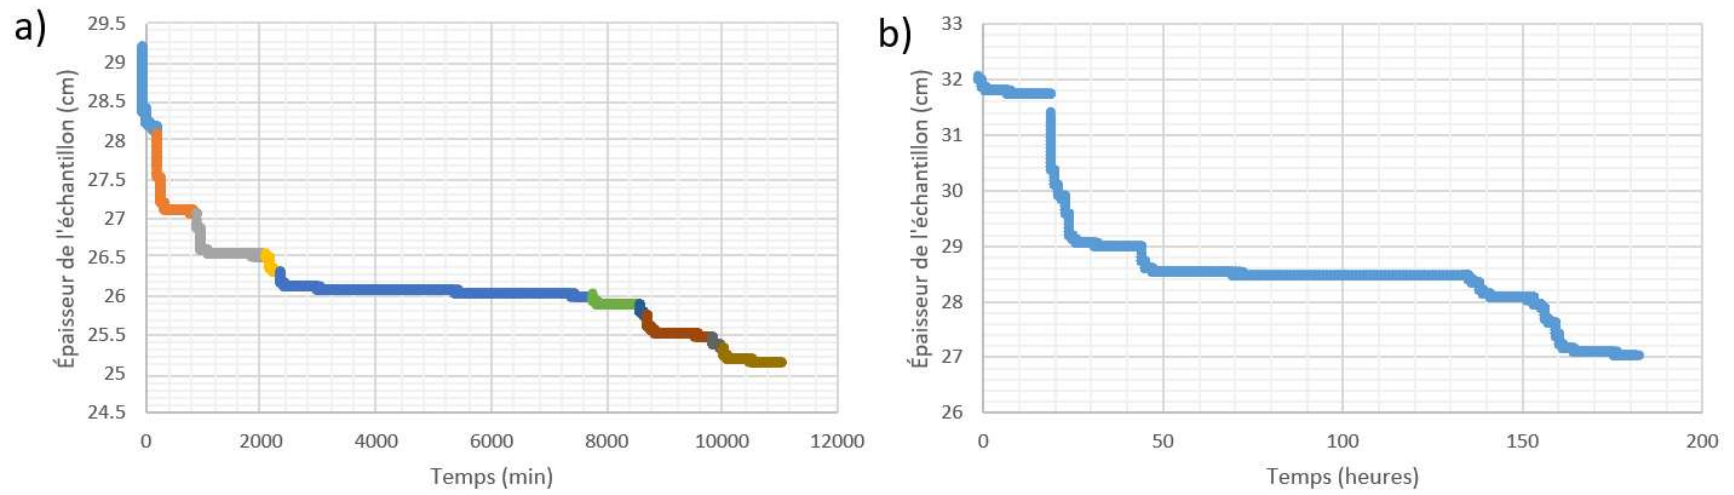 a)
29.5
29
28.5
28
27.5
27
26.5
26
25.5
25
24.5
Épaisseur de l'échantillon (cm)
0 2000 4000 6000 8000 10000 12000
Temps (min)
b)
33
32
31
30
29
28
27
26
Épaisseur de l'échantillon (cm)
0 50 100 150 200
Temps (heures)